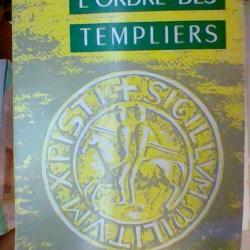 L'ORDRE DES
TEMPLIERS
+ SIGILLVM MILITVM XPISTI